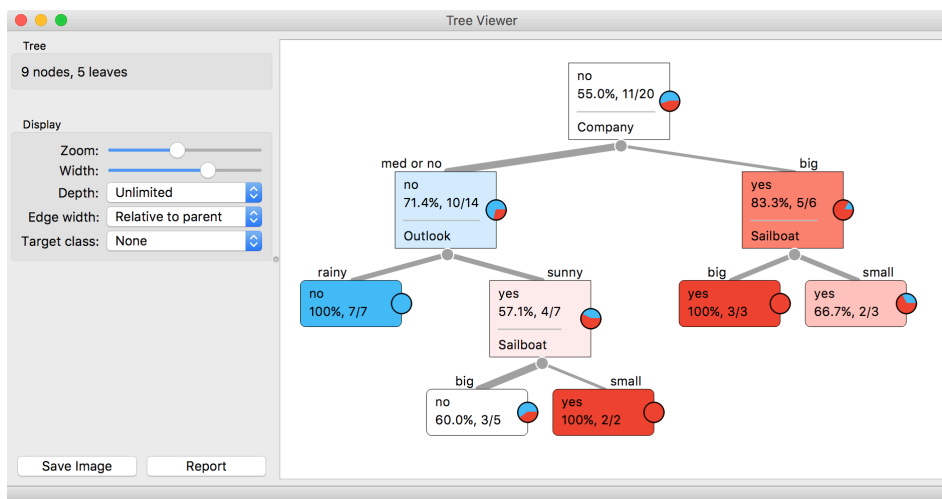 Tree Viewer
Tree
9 nodes, 5 leaves
Display
Zoom:
Width:
Depth: Unlimited
Edge width: Relative to parent
Target class: None
Save Image
Report
no
55.0%, 11/20
Company
med or no
big
no
71.4%, 10/14
Outlook
yes
83.3%, 5/6
Sailboat
rainy
sunny
big
small
no
100%, 7/7
yes
57.1%, 4/7
Sailboat
yes
100%, 3/3
yes
66.7%, 2/3
big
small
no
60.0%, 3/5
yes
100%, 2/2